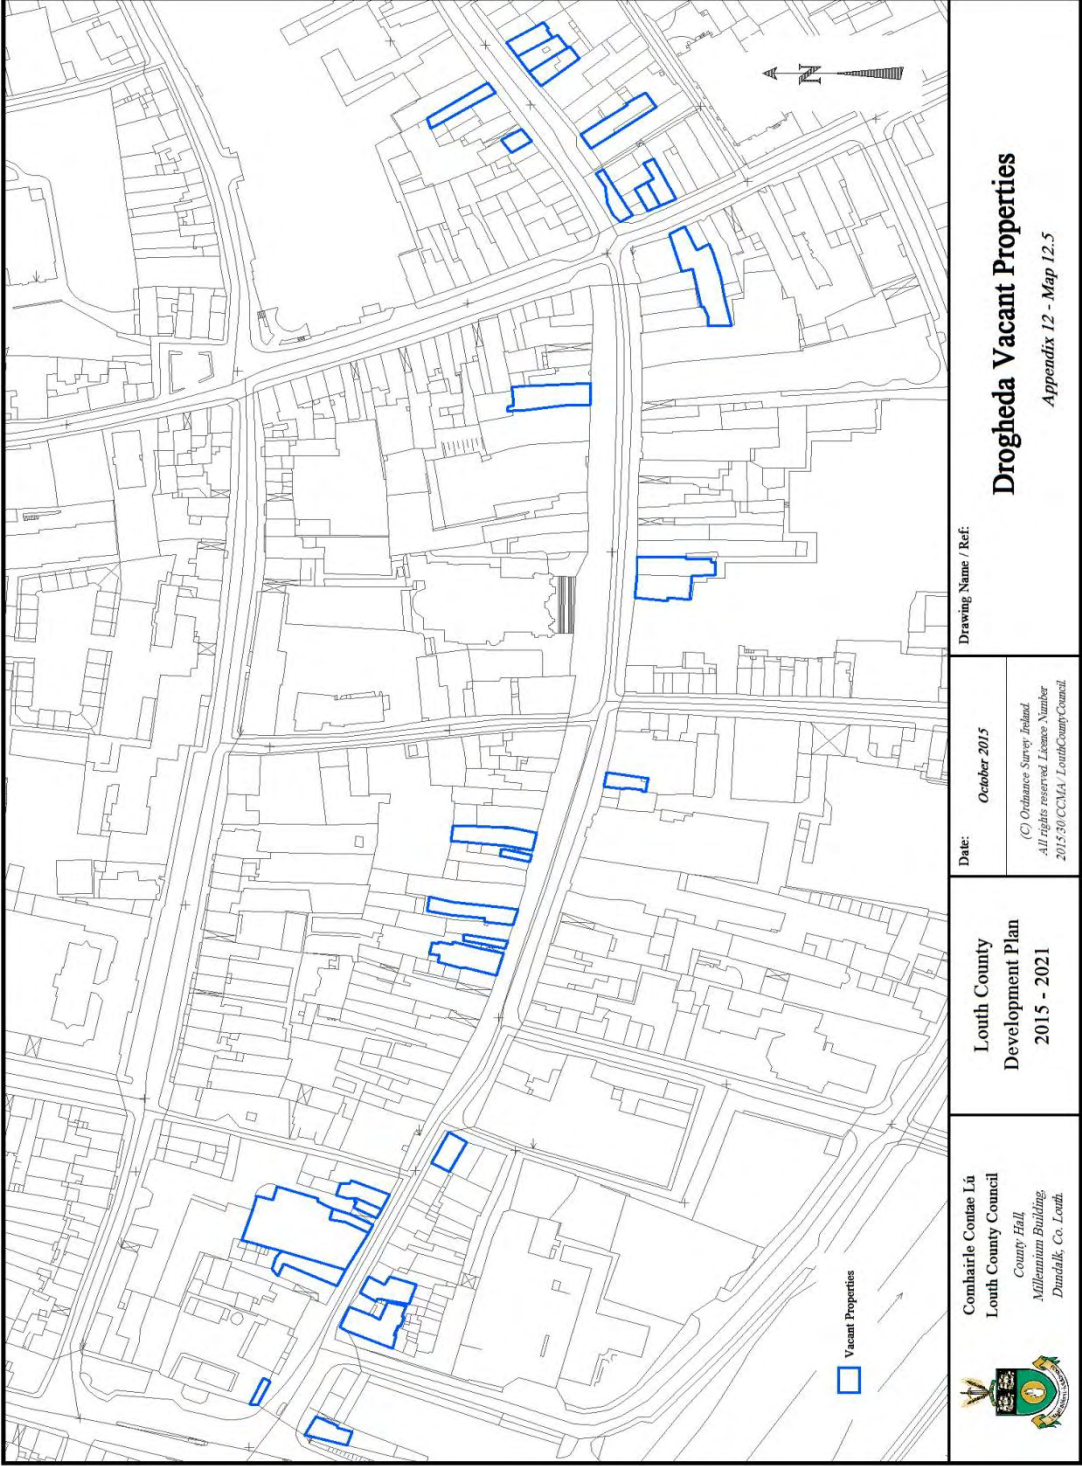 N
Vacant Properties
Comhairle Contae Lú
Louth County Council
County Hall,
Millennium Building,
Dundalk, Co. Louth.
Louth County
Development Plan
2015 - 2021
Date:
October 2015
(C) Ordnance Survey Ireland.
All rights reserved. Licence Number
2015/30/CCMA/ LouthCountyCouncil.
Drawing Name / Ref:
Drogheda Vacant Properties
Appendix 12 - Map 12.5